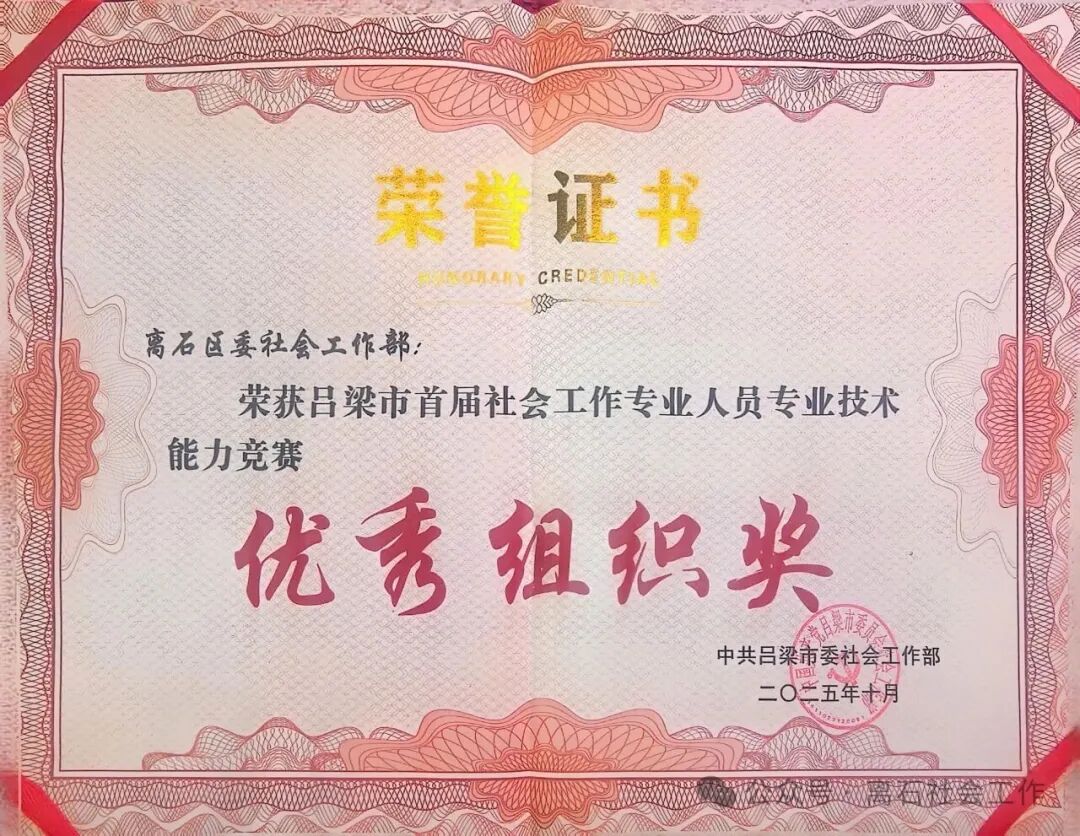 荣誉证书
HONORARY CREDENTIAL
离石区委社会工作部：
荣获吕梁市首届社会工作专业人员专业技术
能力竞赛
优秀组织奖
中共吕梁市委社会工作部
二〇二五年十月
公众号·离石社会工作